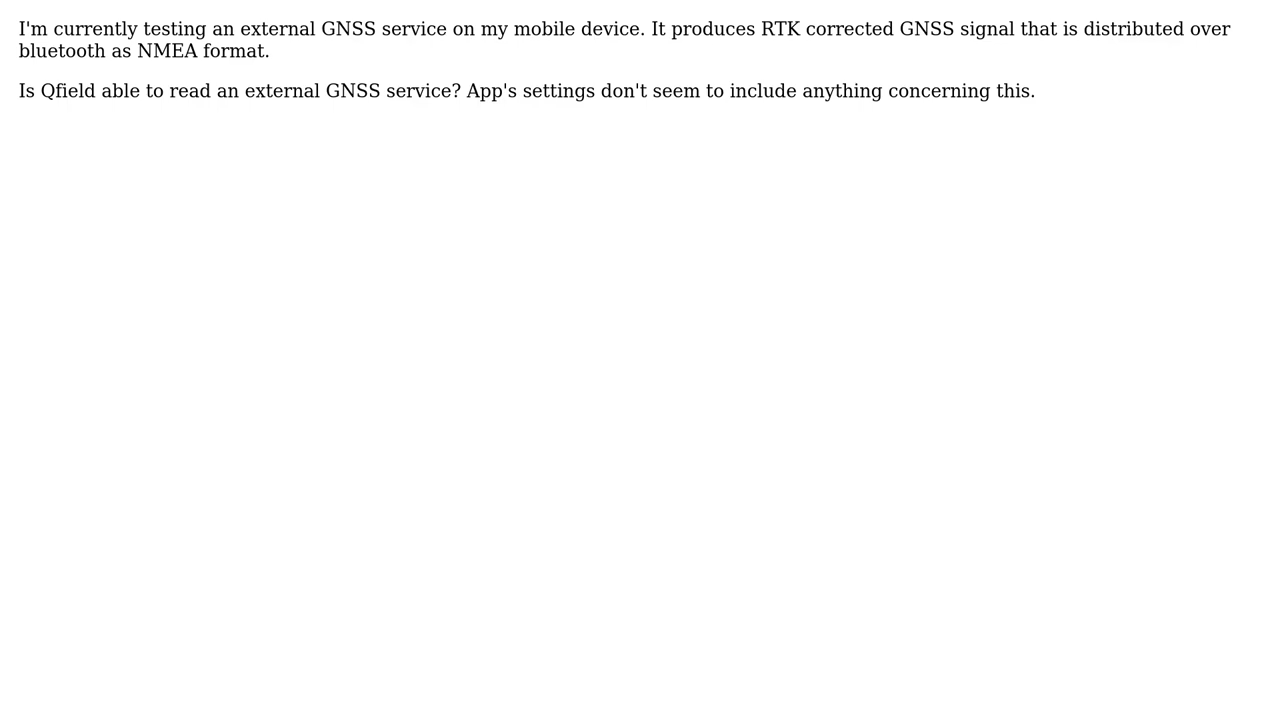 I'm currently testing an external GNSS service on my mobile device. It produces RTK corrected GNSS signal that is distributed over
bluetooth as NMEA format.
Is Qfield able to read an external GNSS service? App's settings don't seem to include anything concerning this.